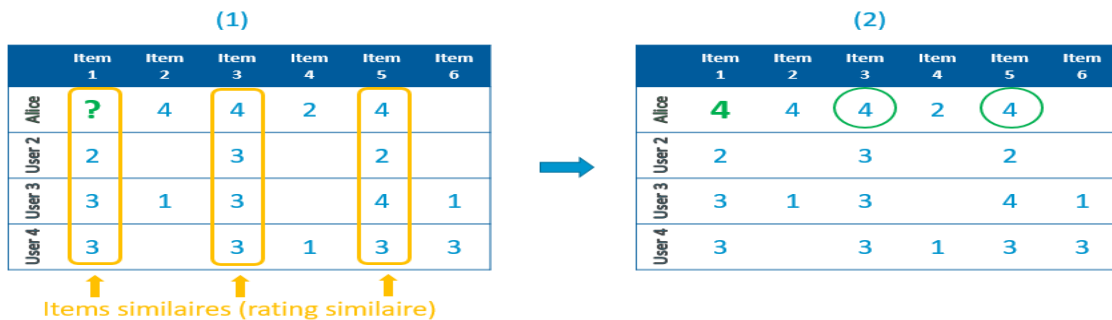 (1) (2)
Item 1 Item 2 Item 3 Item 4 Item 5 Item 6
Alice ? 4 4 2 4
User 2 2 3 2
User 3 3 1 3 4 1
User 4 3 3 1 3 3
Items similaires (rating similaire)
Item 1 Item 2 Item 3 Item 4 Item 5 Item 6
Alice 4 4 4 2 4
User 2 2 3 2
User 3 3 1 3 4 1
User 4 3 3 1 3 3